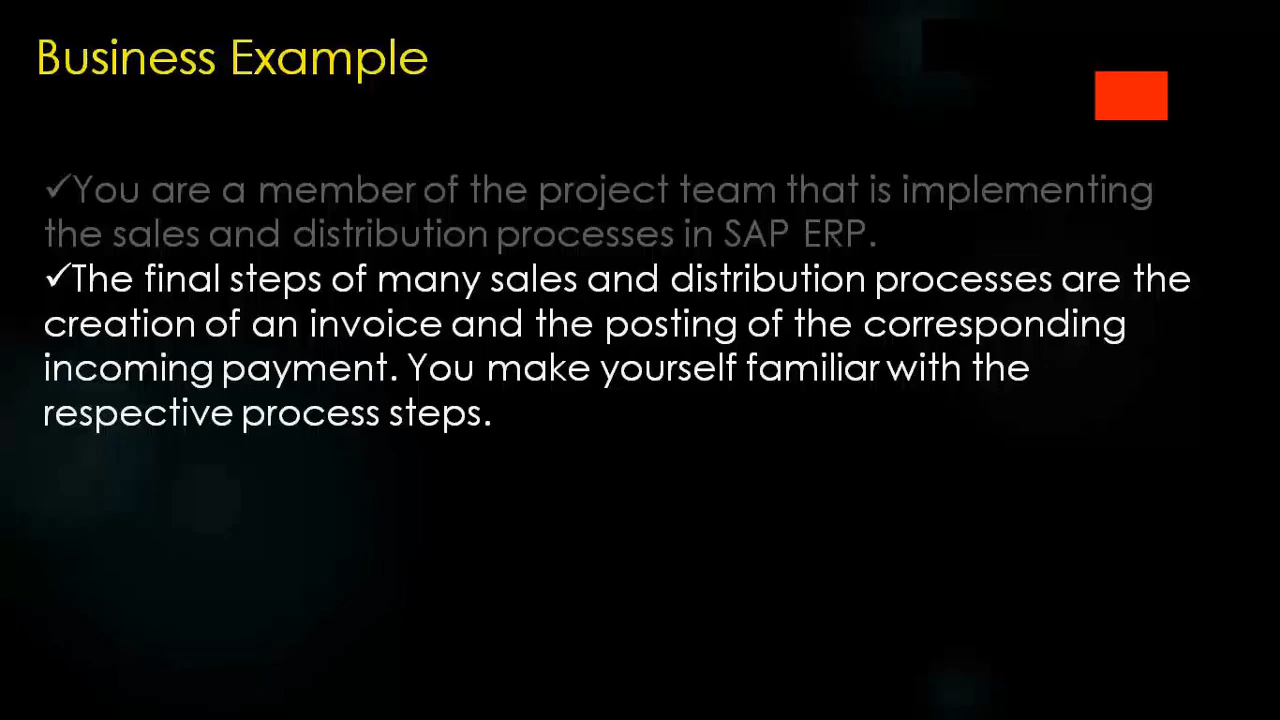 Business Example
✓You are a member of the project team that is implementing
the sales and distribution processes in SAP ERP.
✓The final steps of many sales and distribution processes are the
creation of an invoice and the posting of the corresponding
incoming payment. You make yourself familiar with the
respective process steps.